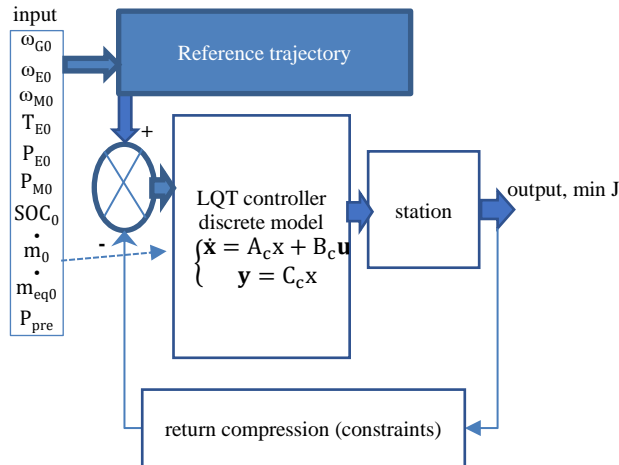 input
ω_G0
ω_E0
ω_M0
T_E0
P_E0
P_M0
SOC_0
ṁ_0
ṁ_eq0
P_pre
Reference trajectory
+
-
LQT controller
discrete model
{ẋ = A_c x + B_c u
y = C_c x
station
output, min J
return compression (constraints)